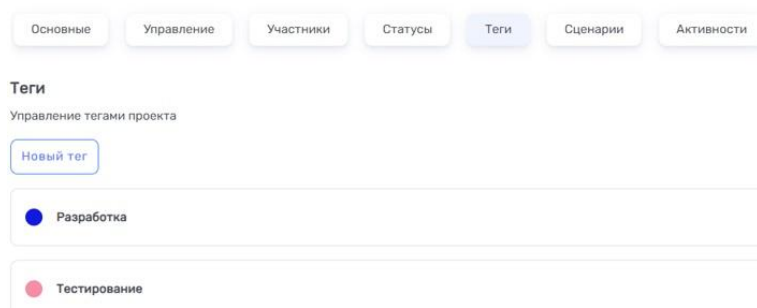 Основные Управление Участники Статусы Теги Сценарии Активности
Теги
Управление тегами проекта
Новый тег
Разработка
Тестирование